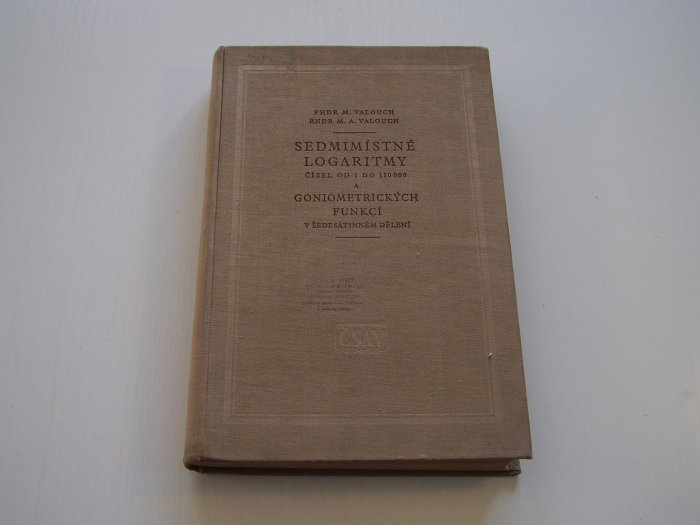 PHDR M. VALOUCH
RNDR M. A. VALOUCH
SEDMIMÍSTNÉ
LOGARITMY
ČÍSEL OD 1 DO 110000
A
GONIOMETRICKÝCH
FUNKCÍ
V ŠEDESÁTINNÉM DĚLENÍ
ČSAV